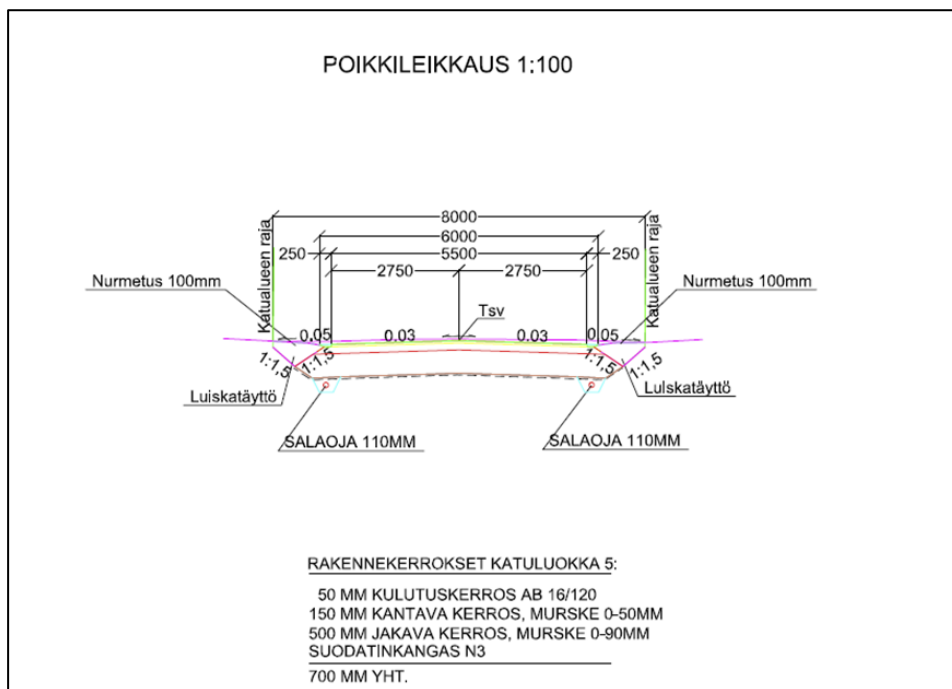 POIKKILEIKKAUS 1:100
8000
6000
250 5500 250
2750 2750
Katualueen raja
Katualueen raja
Nurmetus 100mm
Nurmetus 100mm
Tsv
0,05 0,03 0,03 0,05
1:1,5 1:1,5 1:1,5 1:1,5
Luiskatäyttö
Luiskatäyttö
SALAOJA 110MM
SALAOJA 110MM
RAKENNEKERROKSET KATULUOKKA 5:
50 MM KULUTUSKERROS AB 16/120
150 MM KANTAVA KERROS, MURSKE 0-50MM
500 MM JAKAVA KERROS, MURSKE 0-90MM
SUODATINKANGAS N3
700 MM YHT.